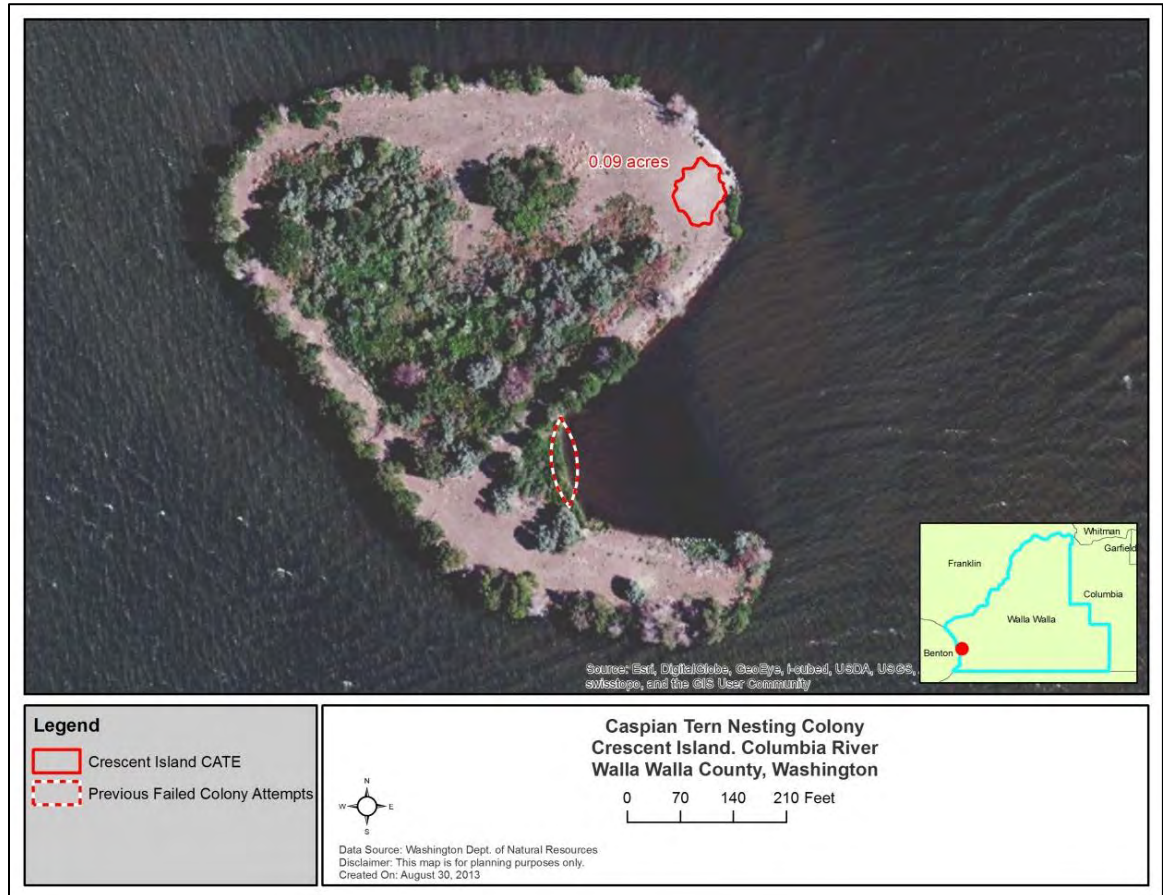 0.09 acres
Whitman
Garfield
Franklin
Columbia
Walla Walla
Benton
Source: Esri, DigitalGlobe, GeoEye, i-cubed, USDA, USGS,
swisstopo, and the GIS User Community
Legend
Crescent Island CATE
Previous Failed Colony Attempts
Caspian Tern Nesting Colony
Crescent Island. Columbia River
Walla Walla County, Washington
0 70 140 210 Feet
N
W E
S
Data Source: Washington Dept. of Natural Resources
Disclaimer: This map is for planning purposes only.
Created On: August 30, 2013